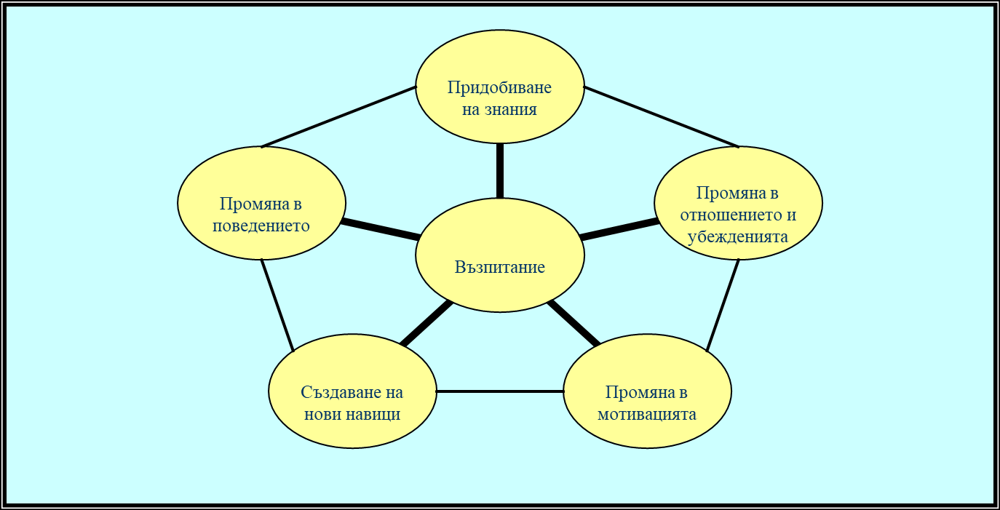 Придобиване
на знания
Промяна в
поведението
Промяна в
отношението и
убежденията
Възпитание
Създаване на
нови навици
Промяна в
мотивацията